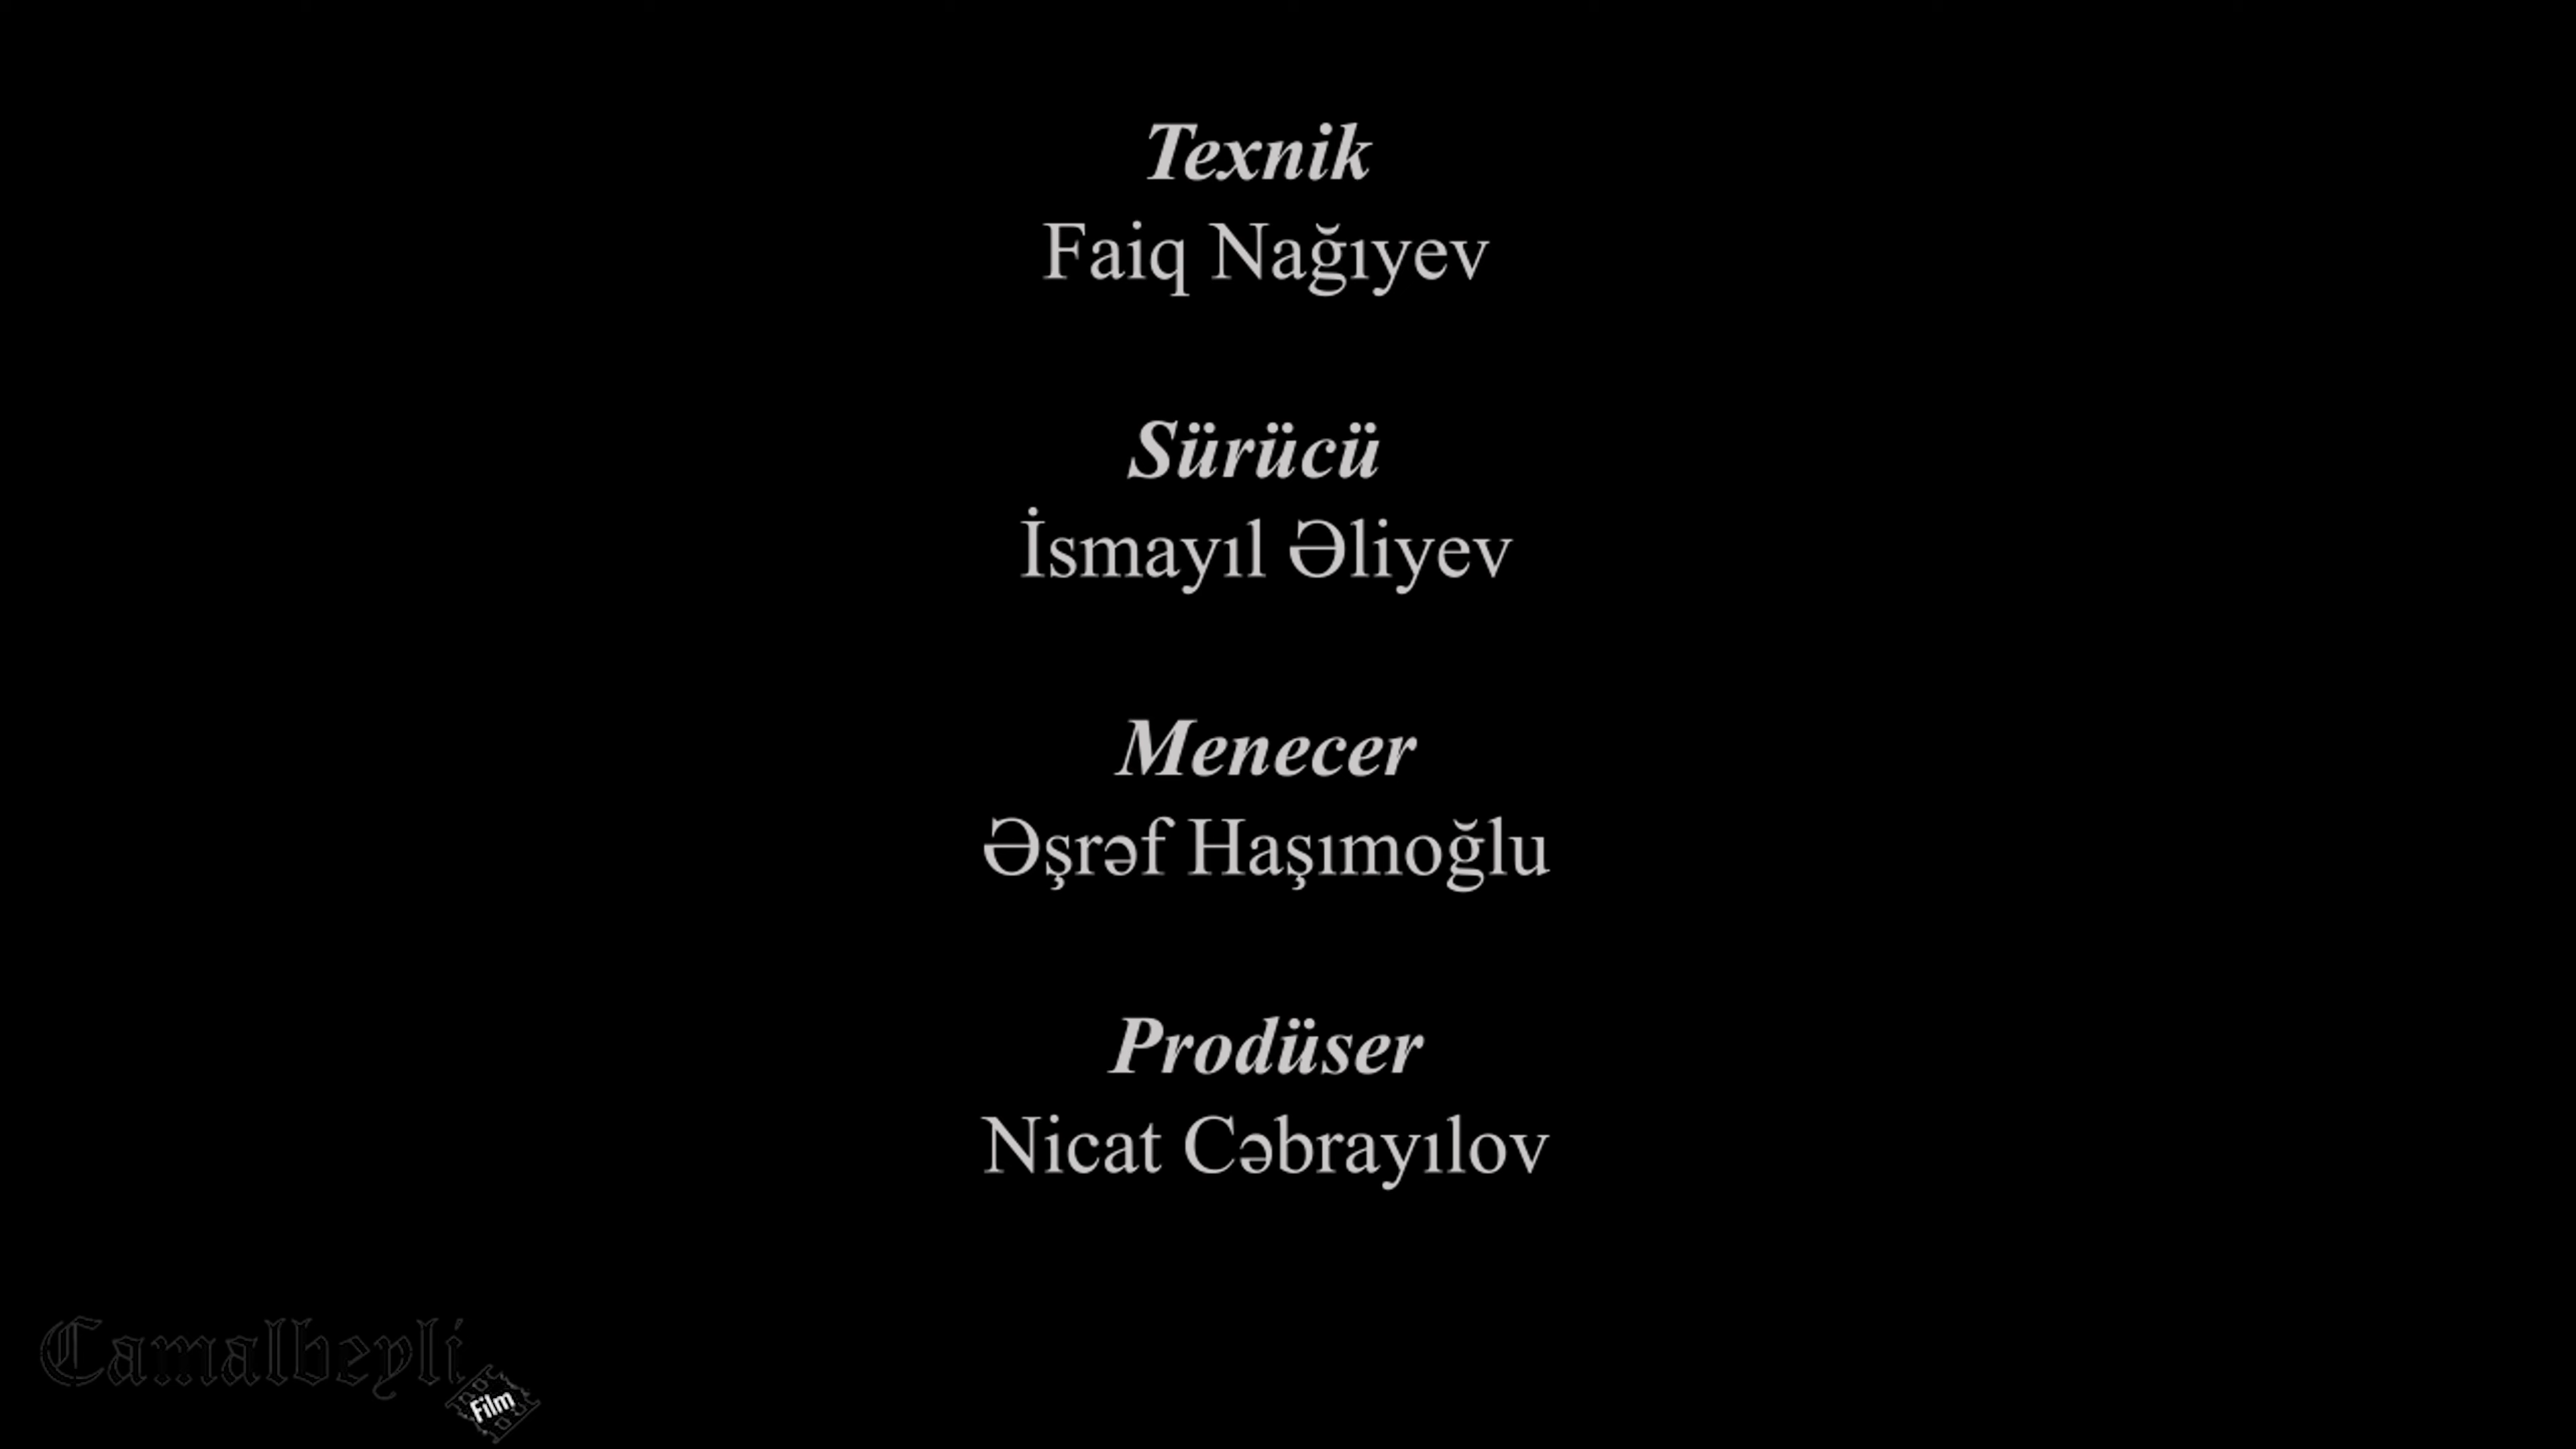 Texnik
Faiq Nağıyev
Sürücü
İsmayıl Əliyev
Menecer
Əşrəf Haşımoğlu
Prodüser
Nicat Cəbrayılov
Camalbeyli
Film